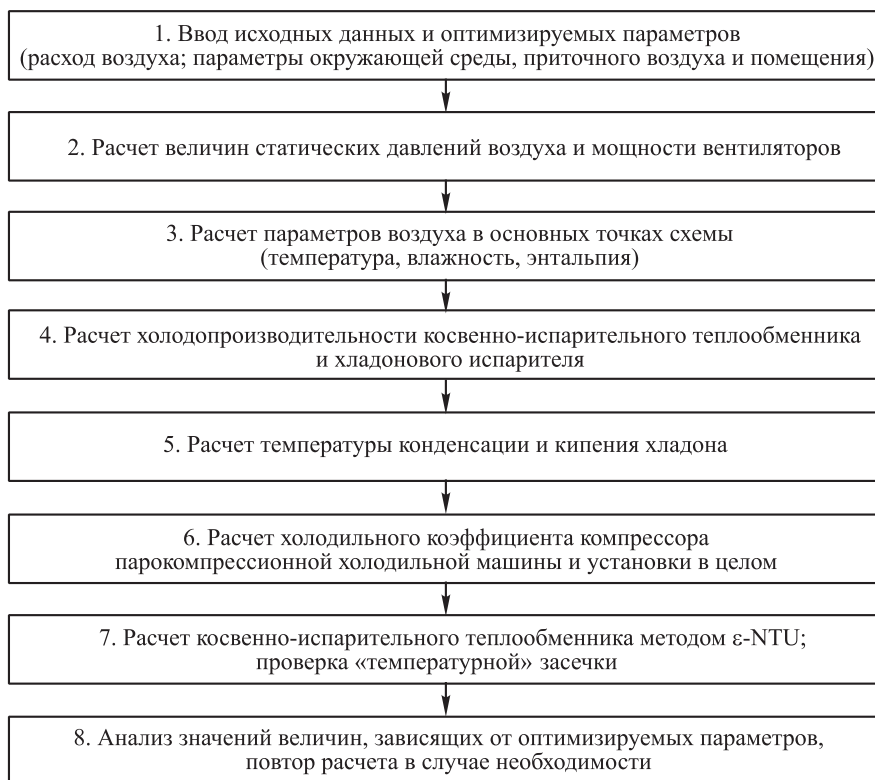 1. Ввод исходных данных и оптимизируемых параметров
(расход воздуха; параметры окружающей среды, приточного воздуха и помещения)
2. Расчет величин статических давлений воздуха и мощности вентиляторов
3. Расчет параметров воздуха в основных точках схемы
(температура, влажность, энтальпия)
4. Расчет холодопроизводительности косвенно-испарительного теплообменника
и хладонового испарителя
5. Расчет температуры конденсации и кипения хладона
6. Расчет холодильного коэффициента компрессора
парокомпрессионной холодильной машины и установки в целом
7. Расчет косвенно-испарительного теплообменника методом ε-NTU;
проверка «температурной» засечки
8. Анализ значений величин, зависящих от оптимизируемых параметров,
повтор расчета в случае необходимости